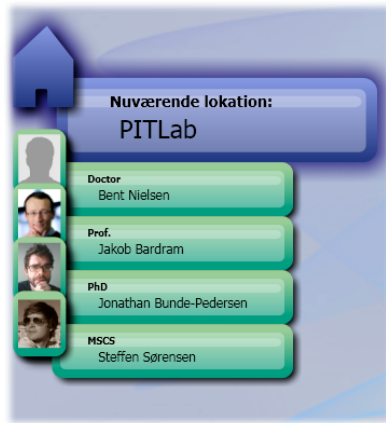 Nuværende lokation:
PITLab
Doctor
Bent Nielsen
Prof.
Jakob Bardram
PhD
Jonathan Bunde-Pedersen
MSCS
Steffen Sørensen